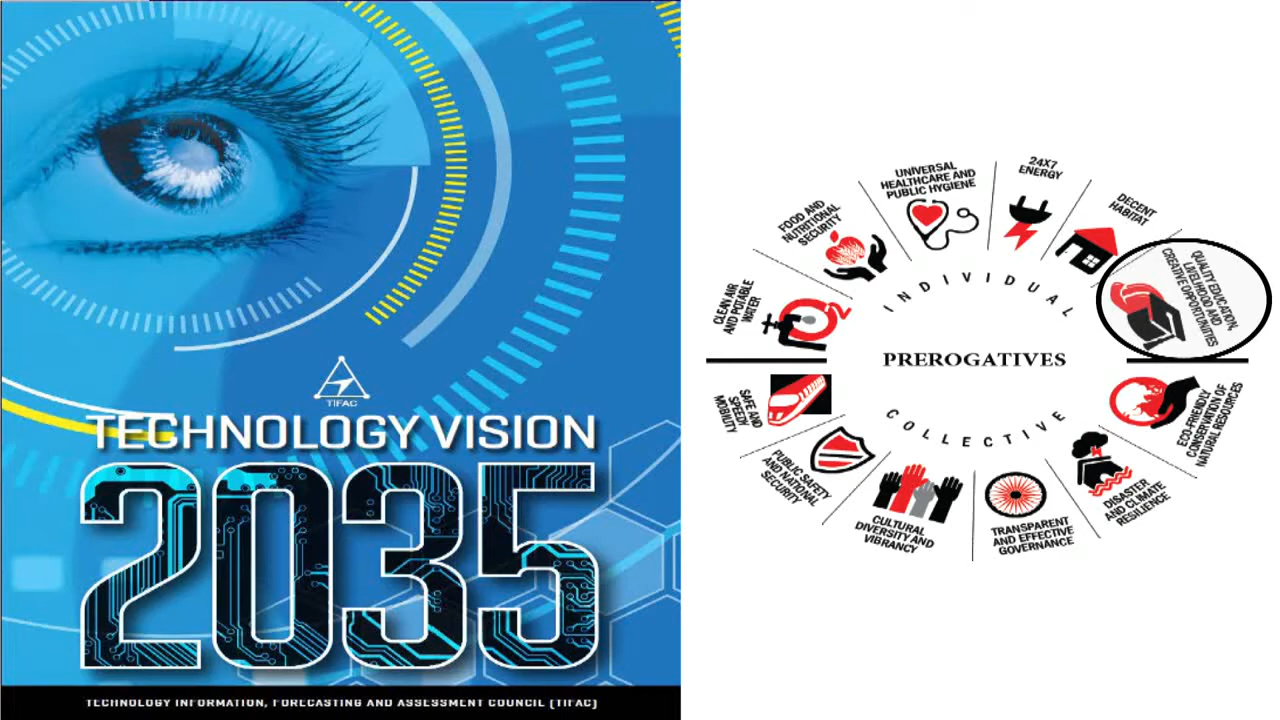 TIFAC
TECHNOLOGY VISION
2035
TECHNOLOGY INFORMATION, FORECASTING AND ASSESSMENT COUNCIL (TIFAC)
CLEAN AIR
AND POTABLE
WATER
FOOD AND
NUTRITIONAL
SECURITY
UNIVERSAL
HEALTHCARE AND
PUBLIC HYGIENE
24X7
ENERGY
DECENT
HABITAT
QUALITY EDUCATION,
LIVELIHOOD AND
CREATIVE OPPORTUNITIES
INDIVIDUAL
PREROGATIVES
COLLECTIVE
SAFE AND
SPEEDY
MOBILITY
PUBLIC SAFETY
AND NATIONAL
SECURITY
CULTURAL
DIVERSITY AND
VIBRANCY
TRANSPARENT
AND EFFECTIVE
GOVERNANCE
DISASTER
AND CLIMATE
RESILIENCE
ECO-FRIENDLY
CONSERVATION OF
NATURAL RESOURCES